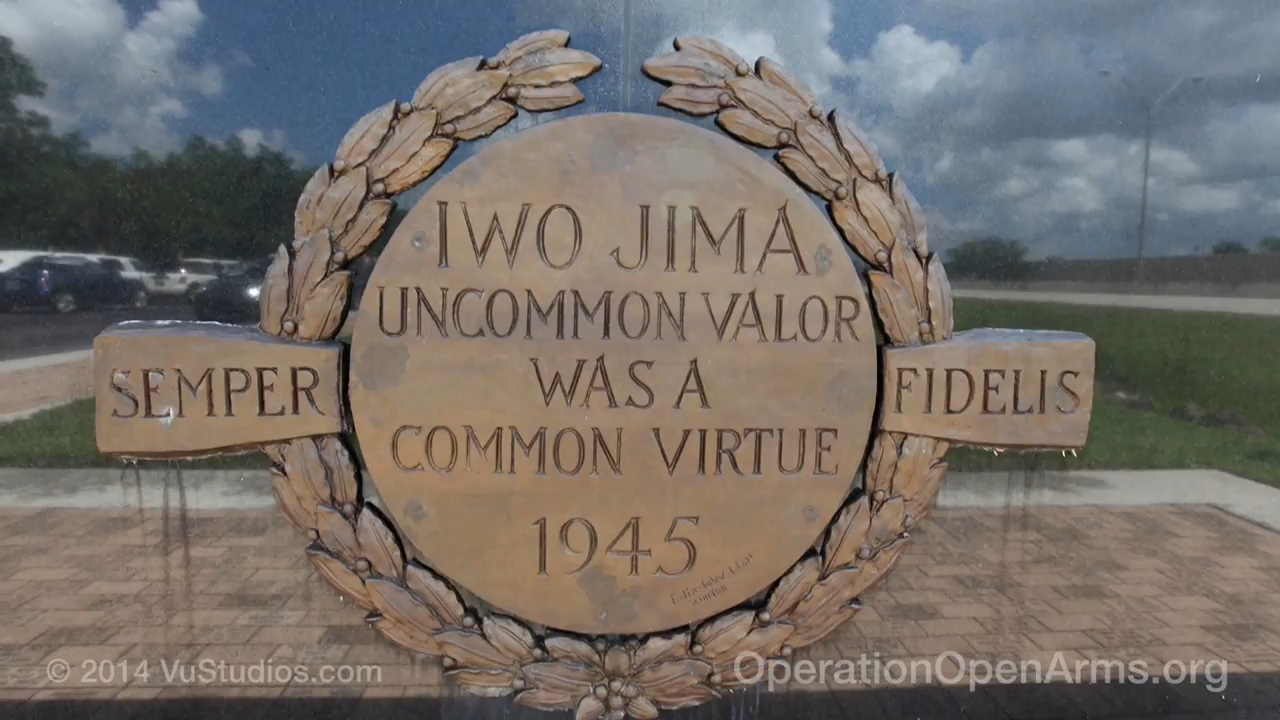 IWO JIMA
UNCOMMON VALOR
WAS A
COMMON VIRTUE
1945
SEMPER
FIDELIS
© 2014 VuStudios.com
OperationOpenArms.org